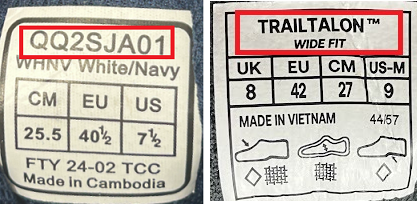 QQ2SJA01
WHNV White/Navy
CM EU US
25.5 40½ 7½
FTY 24-02 TCC
Made in Cambodia
TRAILTALON™
WIDE FIT
UK EU CM US-M
8 42 27 9
MADE IN VIETNAM 44/57